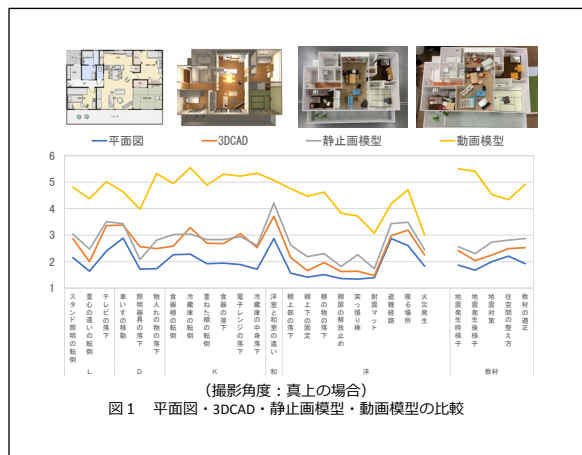 平面図 3DCAD 静止画模型 動画模型
6
5
4
3
2
1
スタンド照明の転倒
重心の違いの転倒
テレビの落下
車いすの移動
照明器具の落下
物入れの物の落下
食器棚の転倒
冷蔵庫の転倒
重ねた棚の転倒
食器の落下
電子レンジの落下
冷蔵庫の中身落下
洋室と和室の違い
棚上部の落下
棚上下の固定
棚の物の落下
棚扉の解放止め
突っ張り棒
耐震マット
避難経路
寝る場所
火災発生
地震発生時様子
地震発生後様子
地震対策
住空間の整え方
教材の適正
L D K 和 洋 教材
(撮影角度:真上の場合)
図1 平面図・3DCAD・静止画模型・動画模型の比較